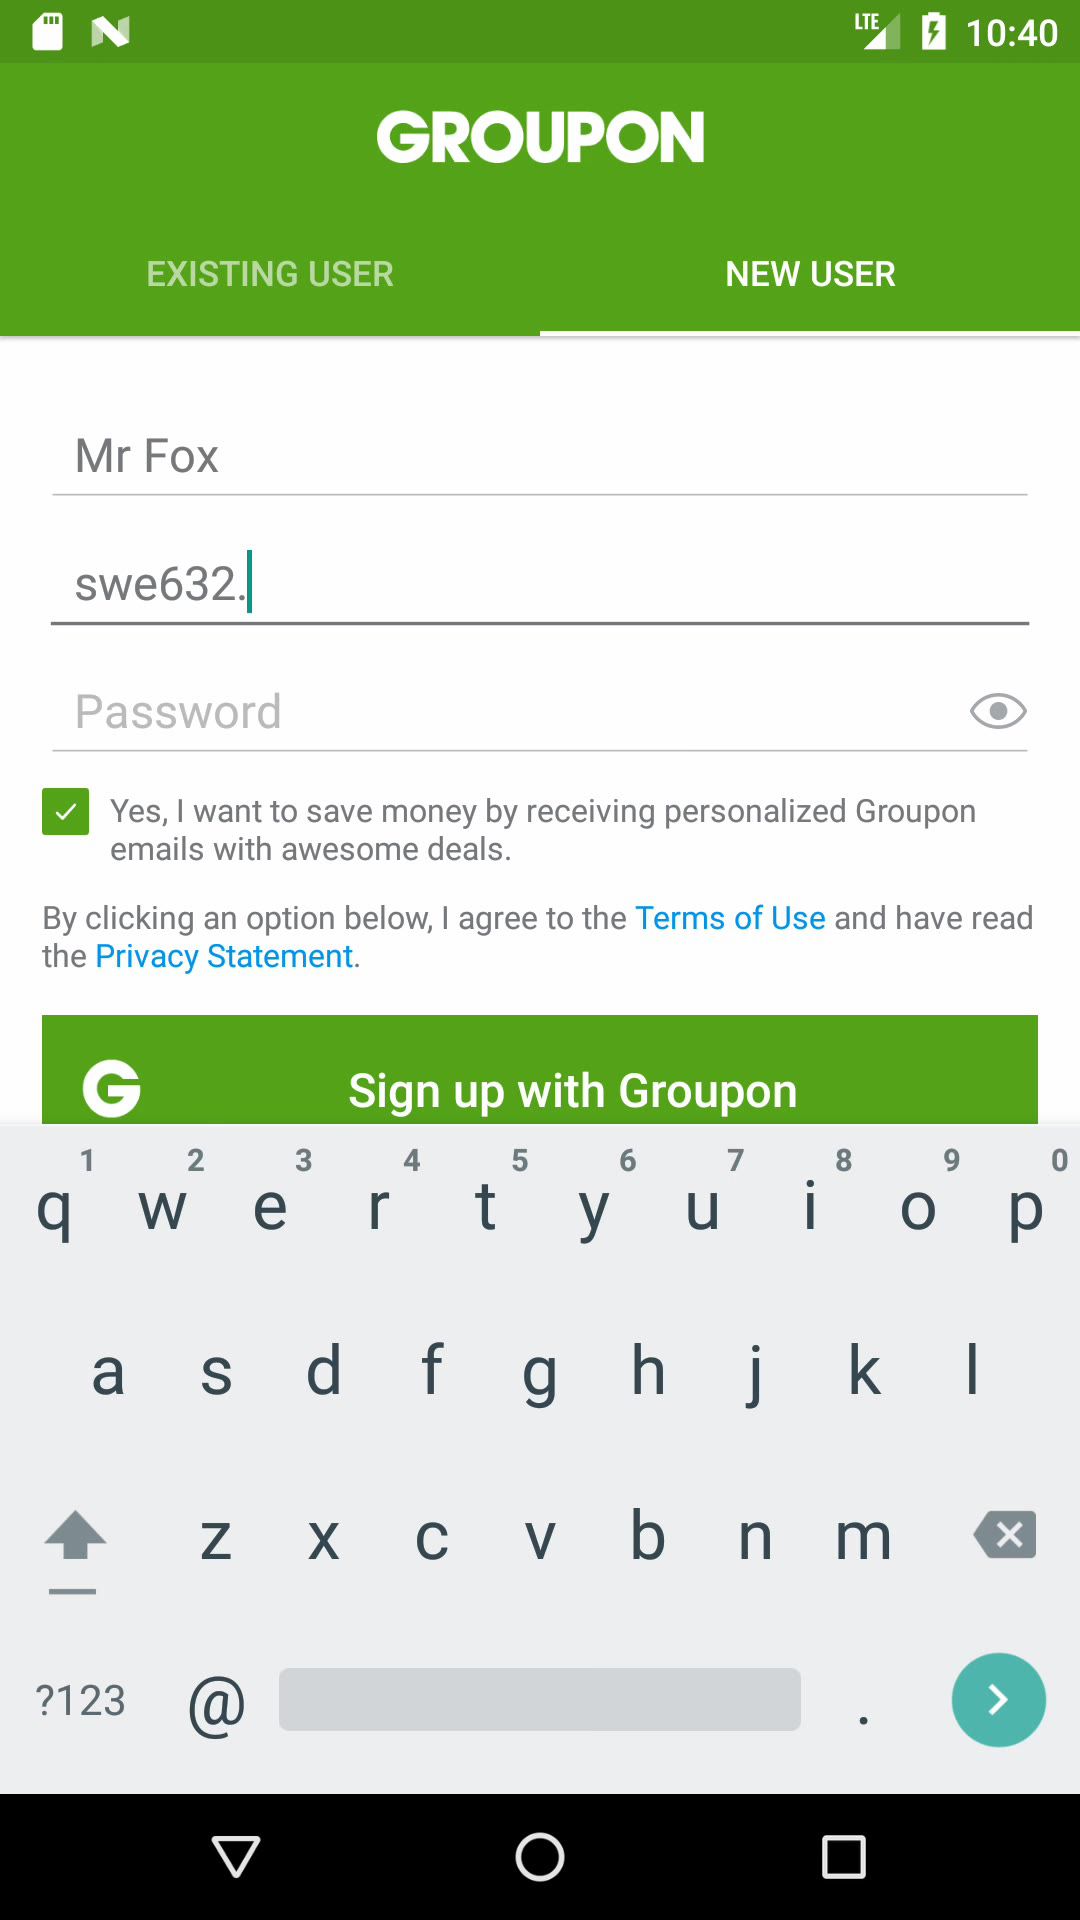 LTE 10:40
GROUPON
EXISTING USER NEW USER
Mr Fox
swe632.
Password
Yes, I want to save money by receiving personalized Groupon
emails with awesome deals.
By clicking an option below, I agree to the Terms of Use and have read
the Privacy Statement.
G Sign up with Groupon
1 2 3 4 5 6 7 8 9 0
q w e r t y u i o p
a s d f g h j k l
z x c v b n m
?123 @ .